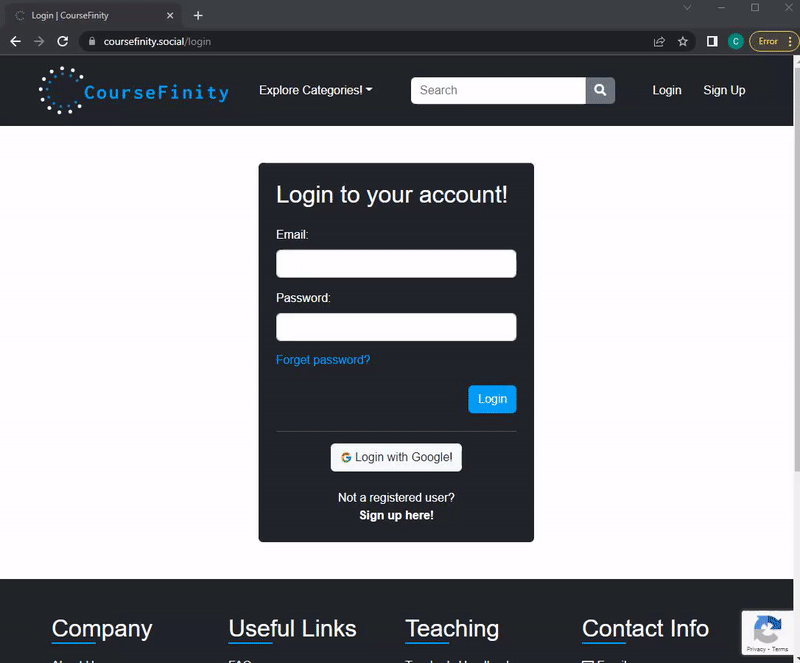 Login | CourseFinity
coursefinity.social/login
C
Error
CourseFinity
Explore Categories!
Search
Login
Sign Up
Login to your account!
Email:
Password:
Forget password?
Login
Login with Google!
Not a registered user?
Sign up here!
Company
Useful Links
Teaching
Contact Info
Privacy - Terms